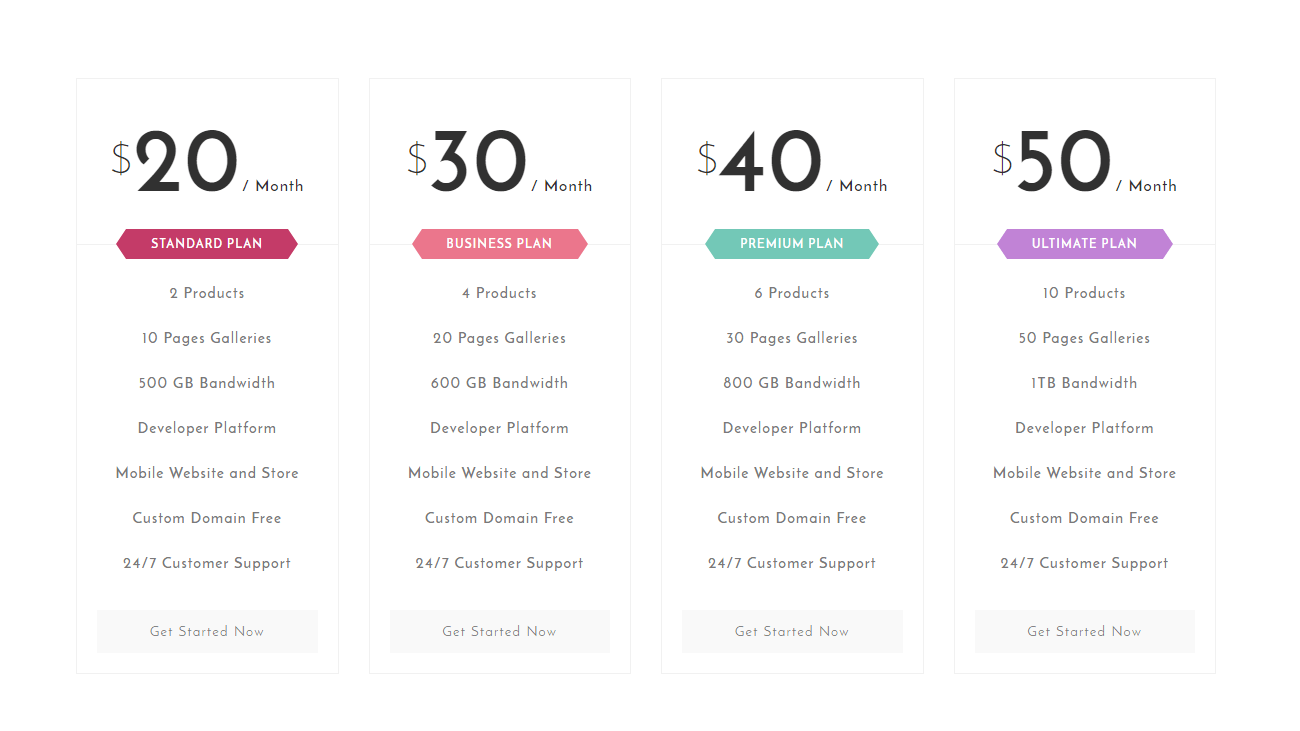 $20 / Month
STANDARD PLAN
2 Products
10 Pages Galleries
500 GB Bandwidth
Developer Platform
Mobile Website and Store
Custom Domain Free
24/7 Customer Support
Get Started Now
$30 / Month
BUSINESS PLAN
4 Products
20 Pages Galleries
600 GB Bandwidth
Developer Platform
Mobile Website and Store
Custom Domain Free
24/7 Customer Support
Get Started Now
$40 / Month
PREMIUM PLAN
6 Products
30 Pages Galleries
800 GB Bandwidth
Developer Platform
Mobile Website and Store
Custom Domain Free
24/7 Customer Support
Get Started Now
$50 / Month
ULTIMATE PLAN
10 Products
50 Pages Galleries
1TB Bandwidth
Developer Platform
Mobile Website and Store
Custom Domain Free
24/7 Customer Support
Get Started Now